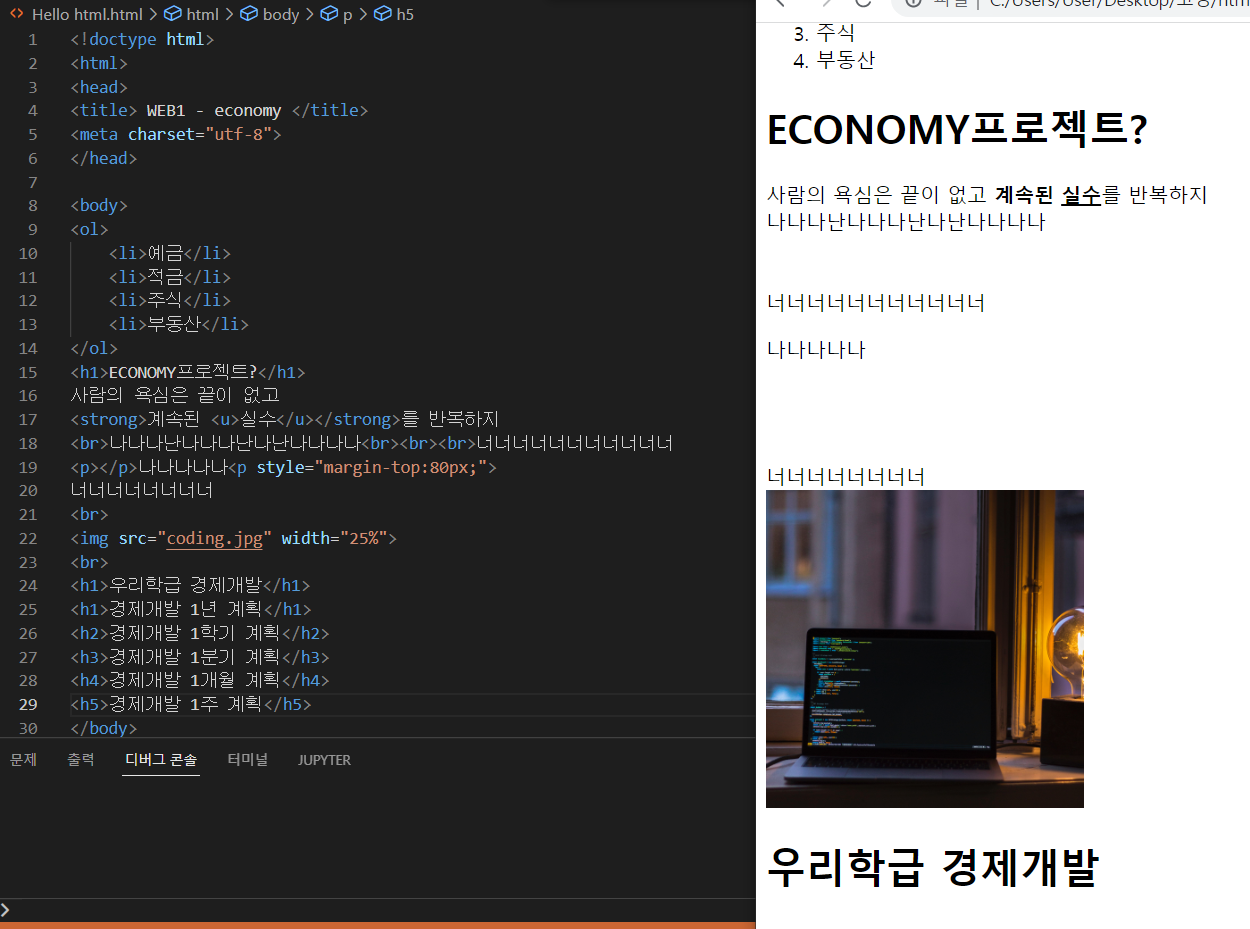 Hello html.html > html > body > p > h5
1 <!doctype html>
2 <html>
3 <head>
4 <title> WEB1 - economy </title>
5 <meta charset="utf-8">
6 </head>
7
8 <body>
9 <ol>
10 <li>예금</li>
11 <li>적금</li>
12 <li>주식</li>
13 <li>부동산</li>
14 </ol>
15 <h1>ECONOMY프로젝트?</h1>
16 사람의 욕심은 끝이 없고
17 <strong>계속된 <u>실수</u></strong>를 반복하지
18 <br>나나나난나나나난나난나나나나<br><br><br>너너너너너너너너너너너
19 <p></p>나나나나나<p style="margin-top:80px;">
20 너너너너너너너너
21 <br>
22 <img src="coding.jpg" width="25%">
23 <br>
24 <h1>우리학급 경제개발</h1>
25 <h1>경제개발 1년 계획</h1>
26 <h2>경제개발 1학기 계획</h2>
27 <h3>경제개발 1분기 계획</h3>
28 <h4>경제개발 1개월 계획</h4>
29 <h5>경제개발 1주 계획</h5>
30 </body>
문제 출력 디버그 콘솔 터미널 JUPYTER
파일 | C:/Users/User/Desktop/코딩/html
3. 주식
4. 부동산
ECONOMY프로젝트?
사람의 욕심은 끝이 없고 계속된 실수를 반복하지
나나나난나나나난나난나나나나
너너너너너너너너너너너
나나나나나
너너너너너너너너
우리학급 경제개발